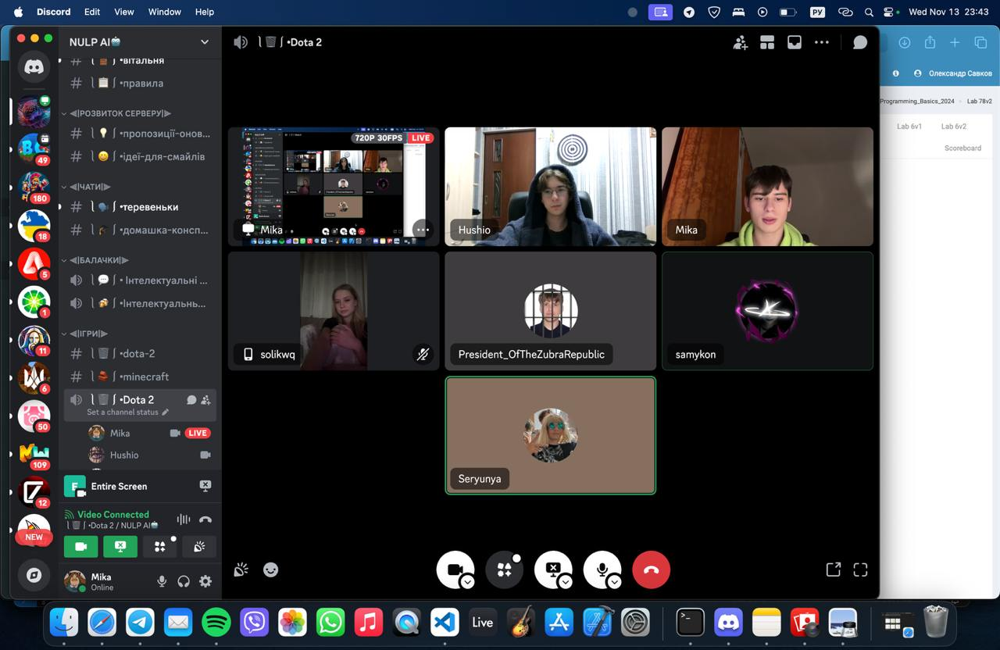 Discord Edit View Window Help
РУ
Wed Nov 13 23:43
NULP AI
•Dota 2
•вітальня
•правила
РОЗВИТОК СЕРВЕРУ
•пропозиції-онов...
•ідеї-для-смайлів
ЧАТИ
•теревеньки
•домашка-консп...
БАЛАЧКИ
• Інтелектуальні ...
•Інтелектуальнь...
ІГРИ
•dota-2
•minecraft
•Dota 2
Set a channel status
Mika LIVE
Hushio
Entire Screen
Video Connected
•Dota 2 / NULP AI
Mika
Online
49
180
18
5
1
11
6
50
109
12
NEW
720P 30FPS LIVE
Mika
Hushio
Mika
solikwq
President_OfTheZubraRepublic
samykon
Seryunya
Олександр Савков
Programming_Basics_2024 Lab 78v2
Lab 6v1 Lab 6v2
Scoreboard
Live